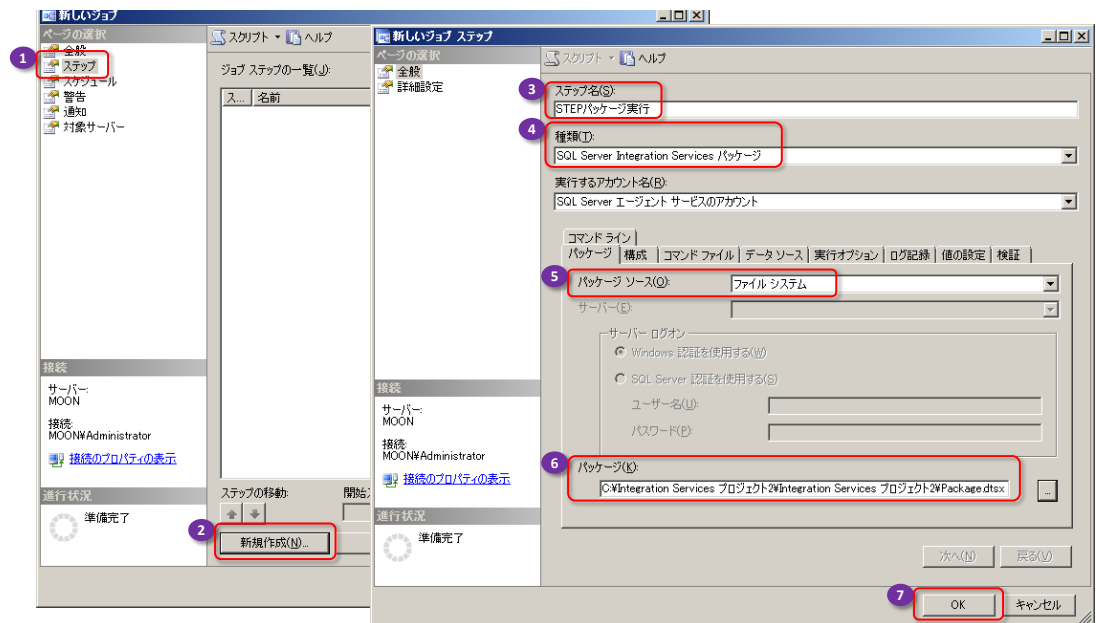 新しいジョブ
ページの選択
全般
1
ステップ
スケジュール
警告
通知
対象サーバー
スクリプト
ヘルプ
ジョブ ステップの一覧(J):
ス... 名前
接続
サーバー:
MOON
接続:
MOON¥Administrator
接続のプロパティの表示
進行状況
準備完了
ステップの移動:
開始
2
新規作成(N)...
新しいジョブ ステップ
ページの選択
全般
詳細設定
スクリプト
ヘルプ
3
ステップ名(S):
STEPパッケージ実行
4
種類(T):
SQL Server Integration Services パッケージ
実行するアカウント名(R):
SQL Server エージェント サービスのアカウント
コマンド ライン
パッケージ 構成 コマンド ファイル データ ソース 実行オプション ログ記録 値の設定 検証
5
パッケージ ソース(O): ファイル システム
サーバー(E):
サーバー ログオン
Windows 認証を使用する(W)
SQL Server 認証を使用する(S)
ユーザー名(U):
パスワード(P):
6
パッケージ(K):
C:¥Integration Services プロジェクト2¥Integration Services プロジェクト2¥Package.dtsx
...
接続
サーバー:
MOON
接続:
MOON¥Administrator
接続のプロパティの表示
進行状況
準備完了
次へ(N) 戻る(V)
7
OK キャンセル